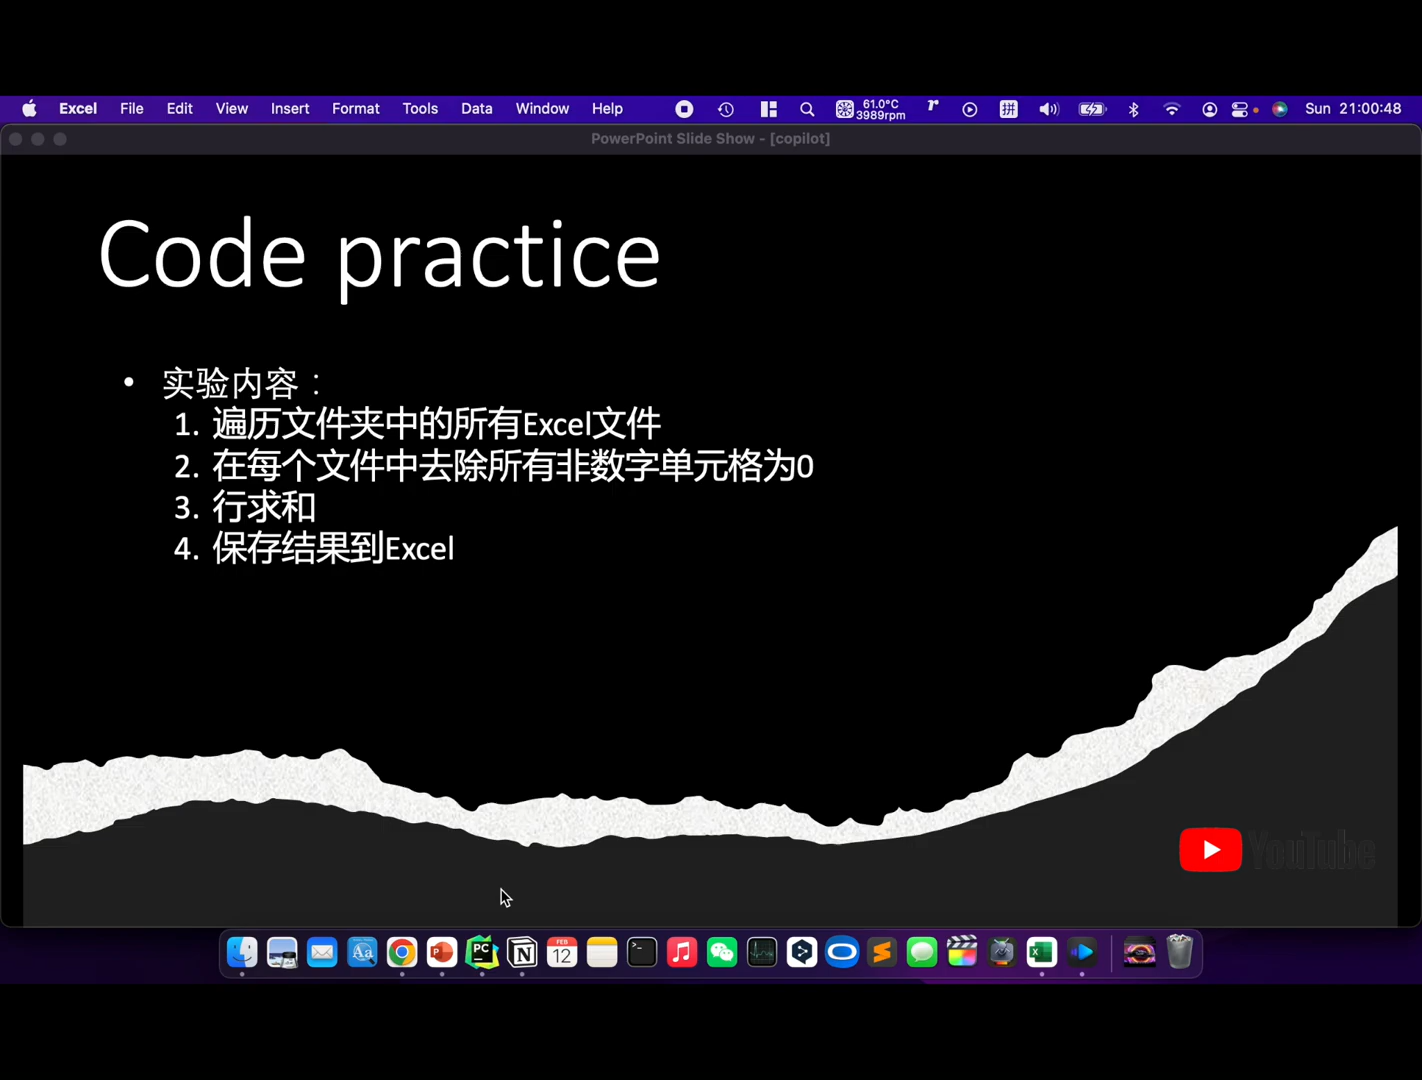 Excel File Edit View Insert Format Tools Data Window Help 61.0°C 3989rpm 拼 Sun 21:00:48
PowerPoint Slide Show - [copilot]
Code practice
• 实验内容：
1. 遍历文件夹中的所有Excel文件
2. 在每个文件中去除所有非数字单元格为0
3. 行求和
4. 保存结果到Excel
YouTube
FEB
12